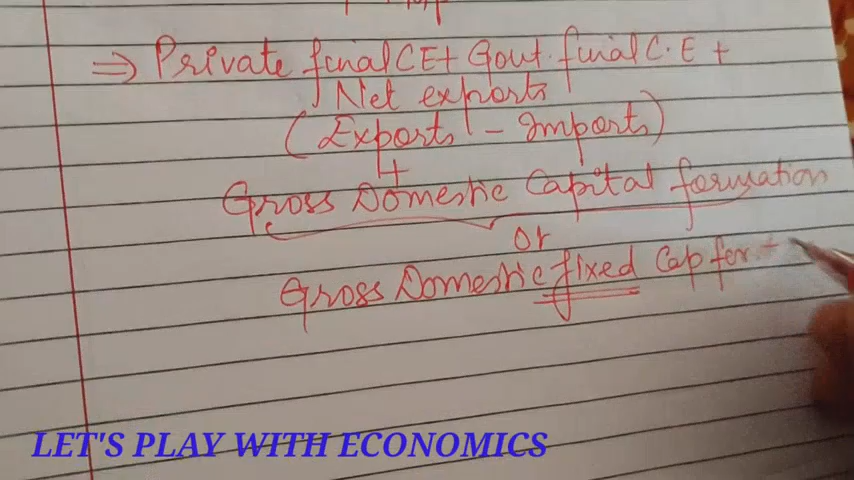 ⇒ Private final CE + Govt. final C.E +
Net exports
(Exports - Imports)
+
Gross Domestic Capital formation
or
Gross Domestic fixed Cap for +
LET'S PLAY WITH ECONOMICS